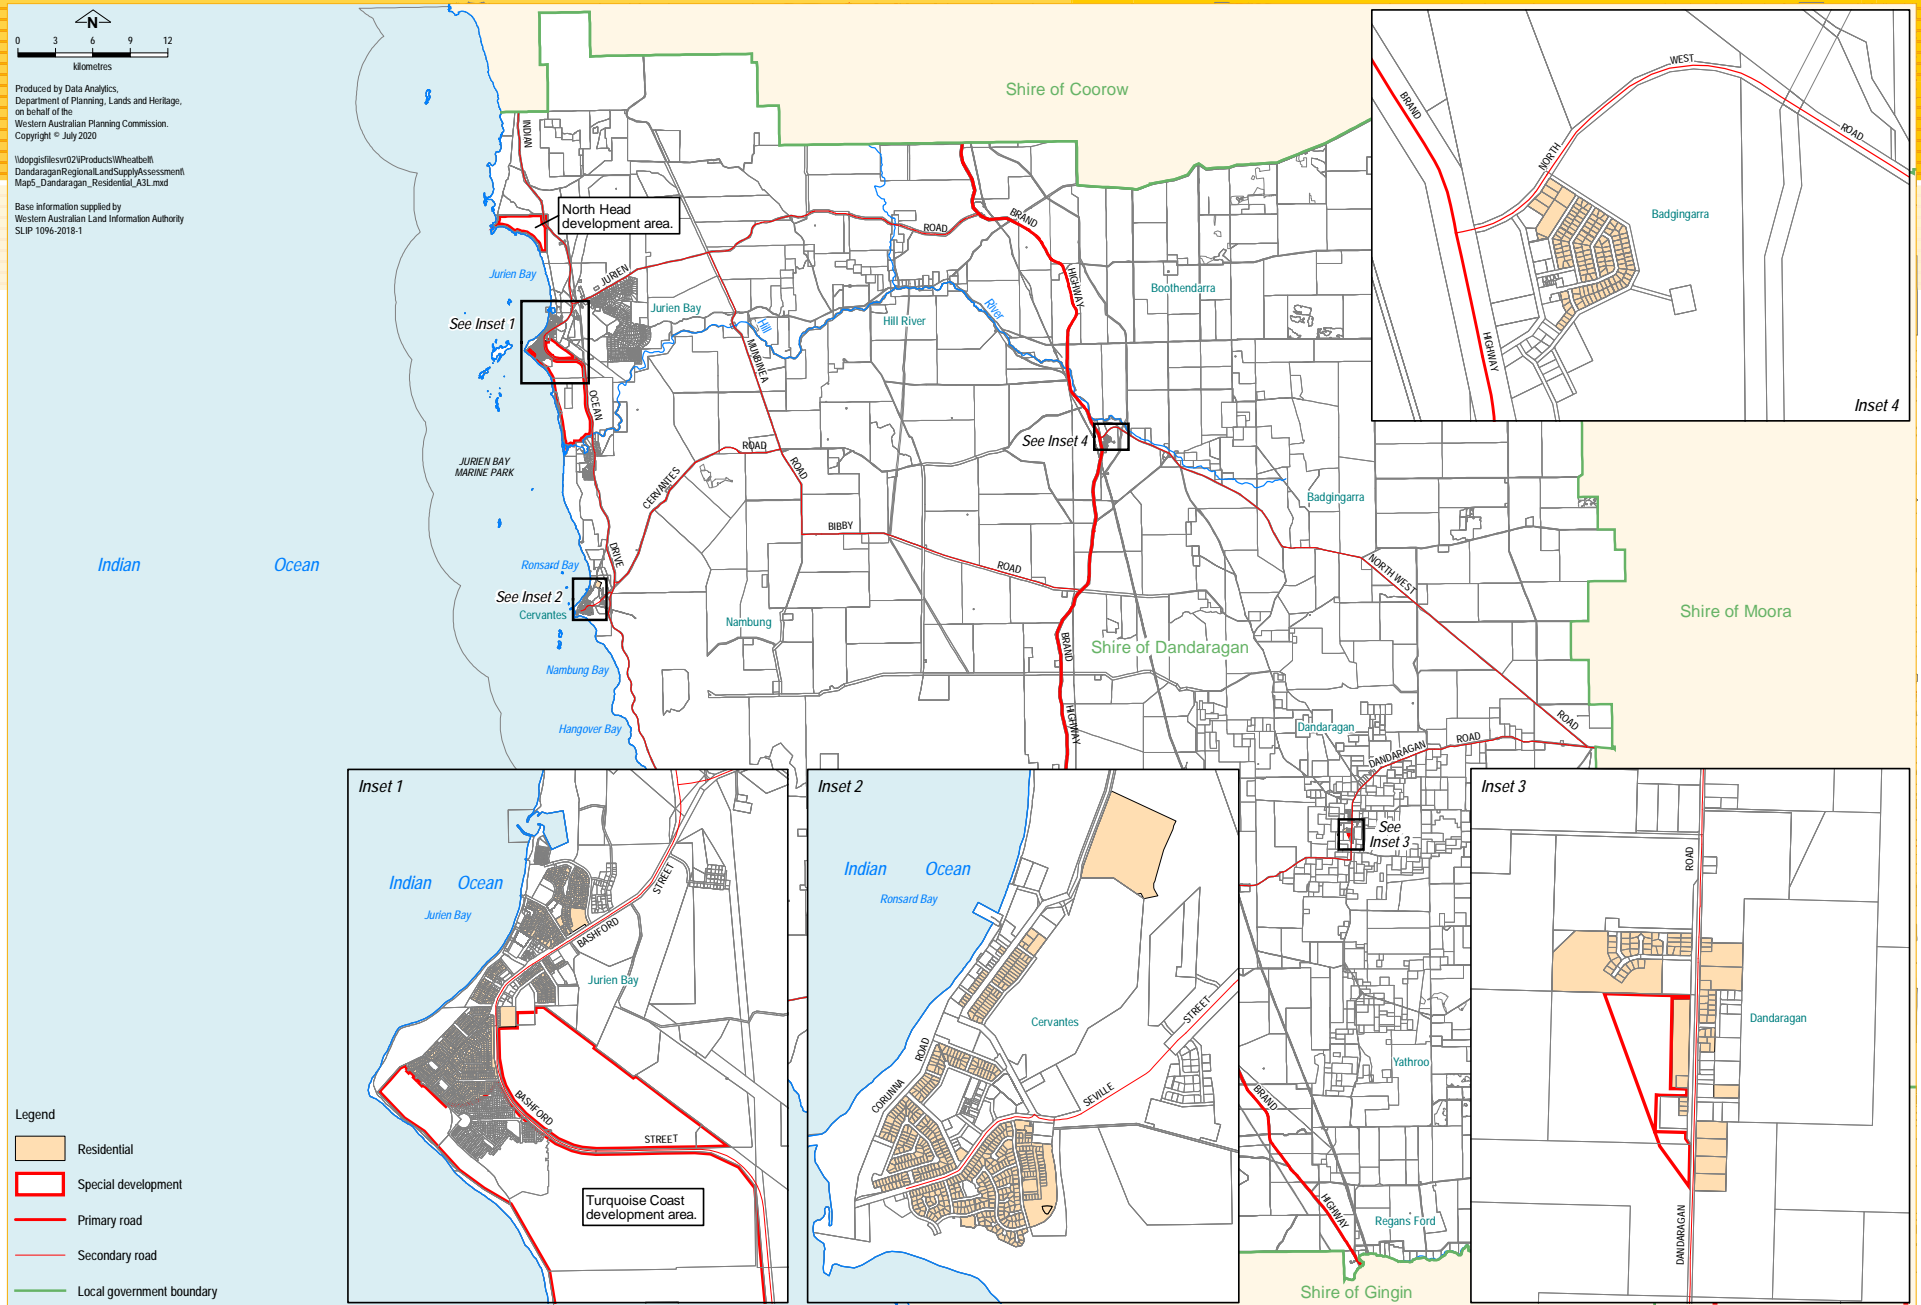 N
0 3 6 9 12
kilometres
Produced by Data Analytics,
Department of Planning, Lands and Heritage,
on behalf of the
Western Australian Planning Commission.
Copyright © July 2020
\\dopgisfilesvr02\iProducts\Wheatbelt\
DandaraganRegionalLandSupplyAssessment\
Map5_Dandaragan_Residential_A3L.mxd
Base information supplied by
Western Australian Land Information Authority
SLIP 1096-2018-1
Shire of Coorow
INDIAN
North Head
development area.
ROAD
BRAND
HIGHWAY
Jurien Bay
JURIEN
Jurien Bay
Boothendarra
See Inset 1
Hill
Hill River
River
MUNBINEA
OCEAN
See Inset 4
JURIEN BAY
MARINE PARK
ROAD
ROAD
CERVANTES
Badgingarra
BIBBY
ROAD
DRIVE
Indian Ocean
Ronsard Bay
NORTH WEST
See Inset 2
Cervantes
Nambung
Shire of Moora
BRAND
Shire of Dandaragan
Nambung Bay
HIGHWAY
Hangover Bay
Dandaragan
ROAD
DANDARAGAN
ROAD
See
Inset 3
Yathroo
BRAND
HIGHWAY
Regans Ford
Shire of Gingin
WEST
BRAND
ROAD
NORTH
Badgingarra
HIGHWAY
Inset 4
Inset 1
Indian Ocean
Jurien Bay
STREET
BASHFORD
Jurien Bay
BASHFORD
STREET
Turquoise Coast
development area.
Inset 2
Indian Ocean
Ronsard Bay
Cervantes
STREET
ROAD
CORUNNA
SEVILLE
Inset 3
ROAD
Dandaragan
DANDARAGAN
Legend
Residential
Special development
Primary road
Secondary road
Local government boundary